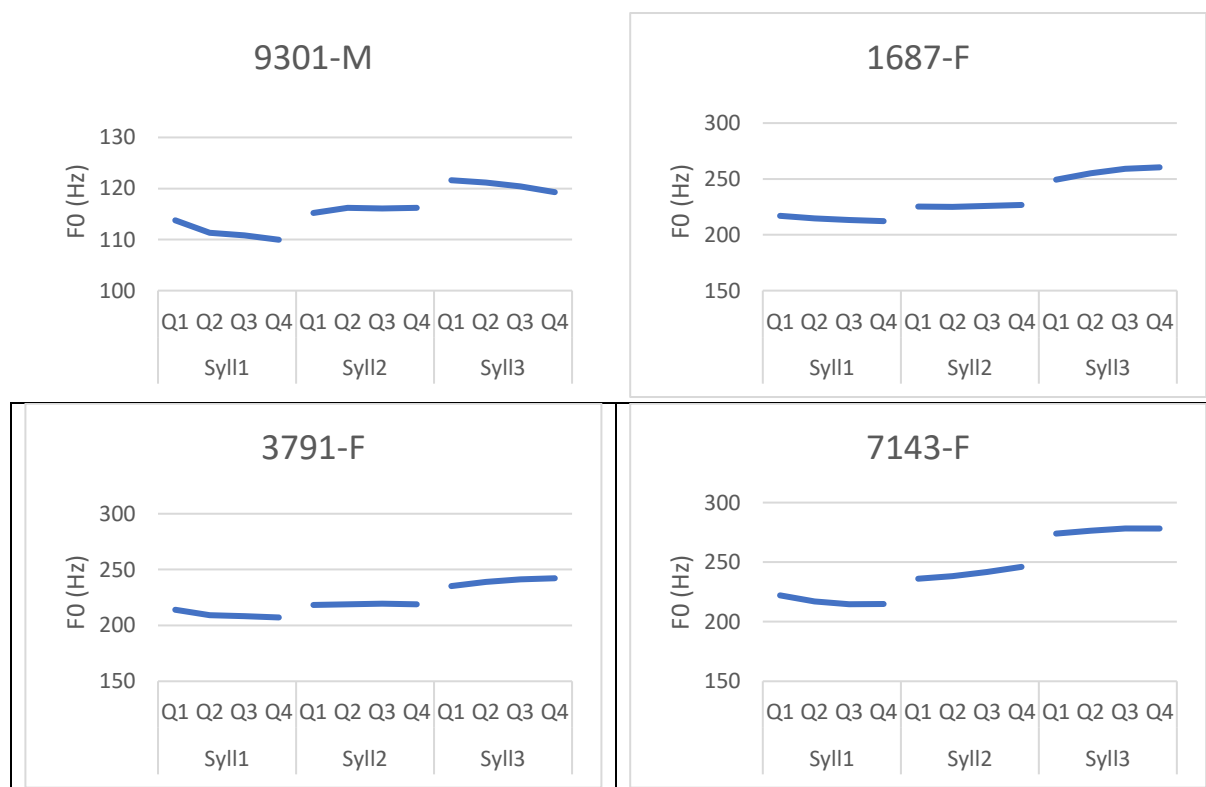 9301-M
F0 (Hz)
130
120
110
100
Q1 Q2 Q3 Q4 Q1 Q2 Q3 Q4 Q1 Q2 Q3 Q4
Syll1 Syll2 Syll3
1687-F
F0 (Hz)
300
250
200
150
Q1 Q2 Q3 Q4 Q1 Q2 Q3 Q4 Q1 Q2 Q3 Q4
Syll1 Syll2 Syll3
3791-F
F0 (Hz)
300
250
200
150
Q1 Q2 Q3 Q4 Q1 Q2 Q3 Q4 Q1 Q2 Q3 Q4
Syll1 Syll2 Syll3
7143-F
F0 (Hz)
300
250
200
150
Q1 Q2 Q3 Q4 Q1 Q2 Q3 Q4 Q1 Q2 Q3 Q4
Syll1 Syll2 Syll3